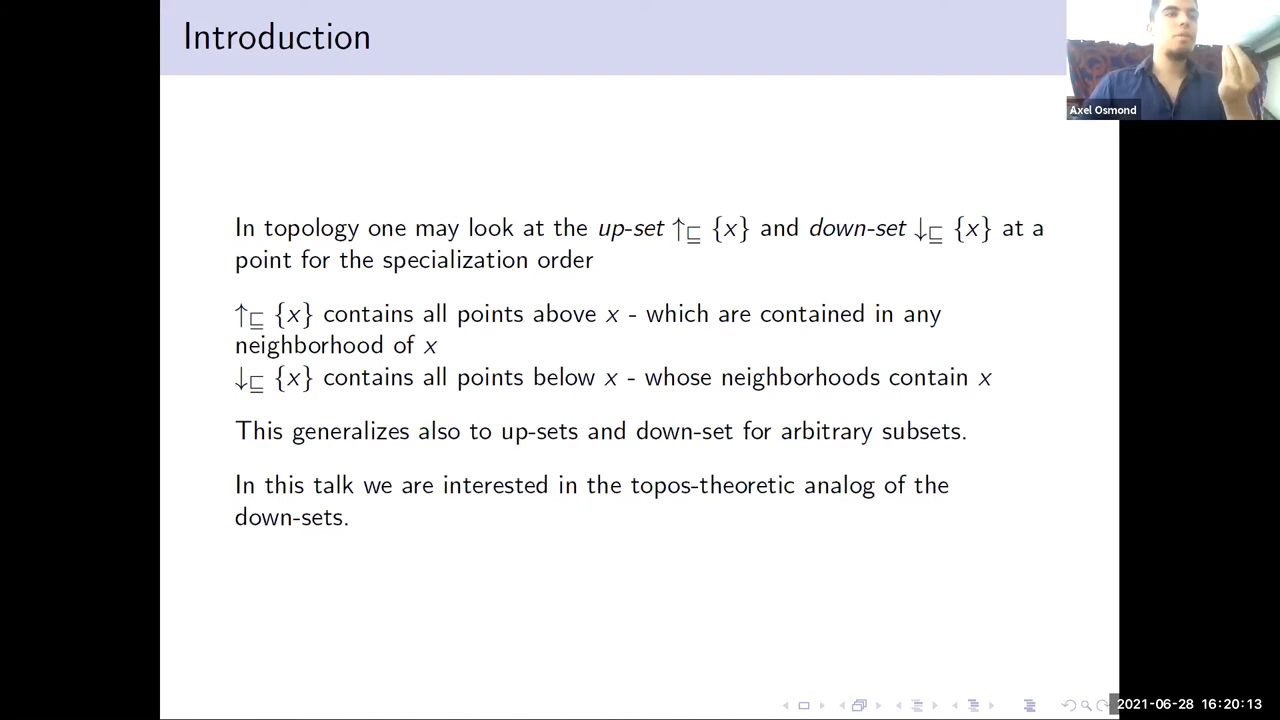 Introduction
Axel Osmond
In topology one may look at the up-set ↑⊑ {x} and down-set ↓⊑ {x} at a
point for the specialization order
↑⊑ {x} contains all points above x - which are contained in any
neighborhood of x
↓⊑ {x} contains all points below x - whose neighborhoods contain x
This generalizes also to up-sets and down-set for arbitrary subsets.
In this talk we are interested in the topos-theoretic analog of the
down-sets.
2021-06-28 16:20:13